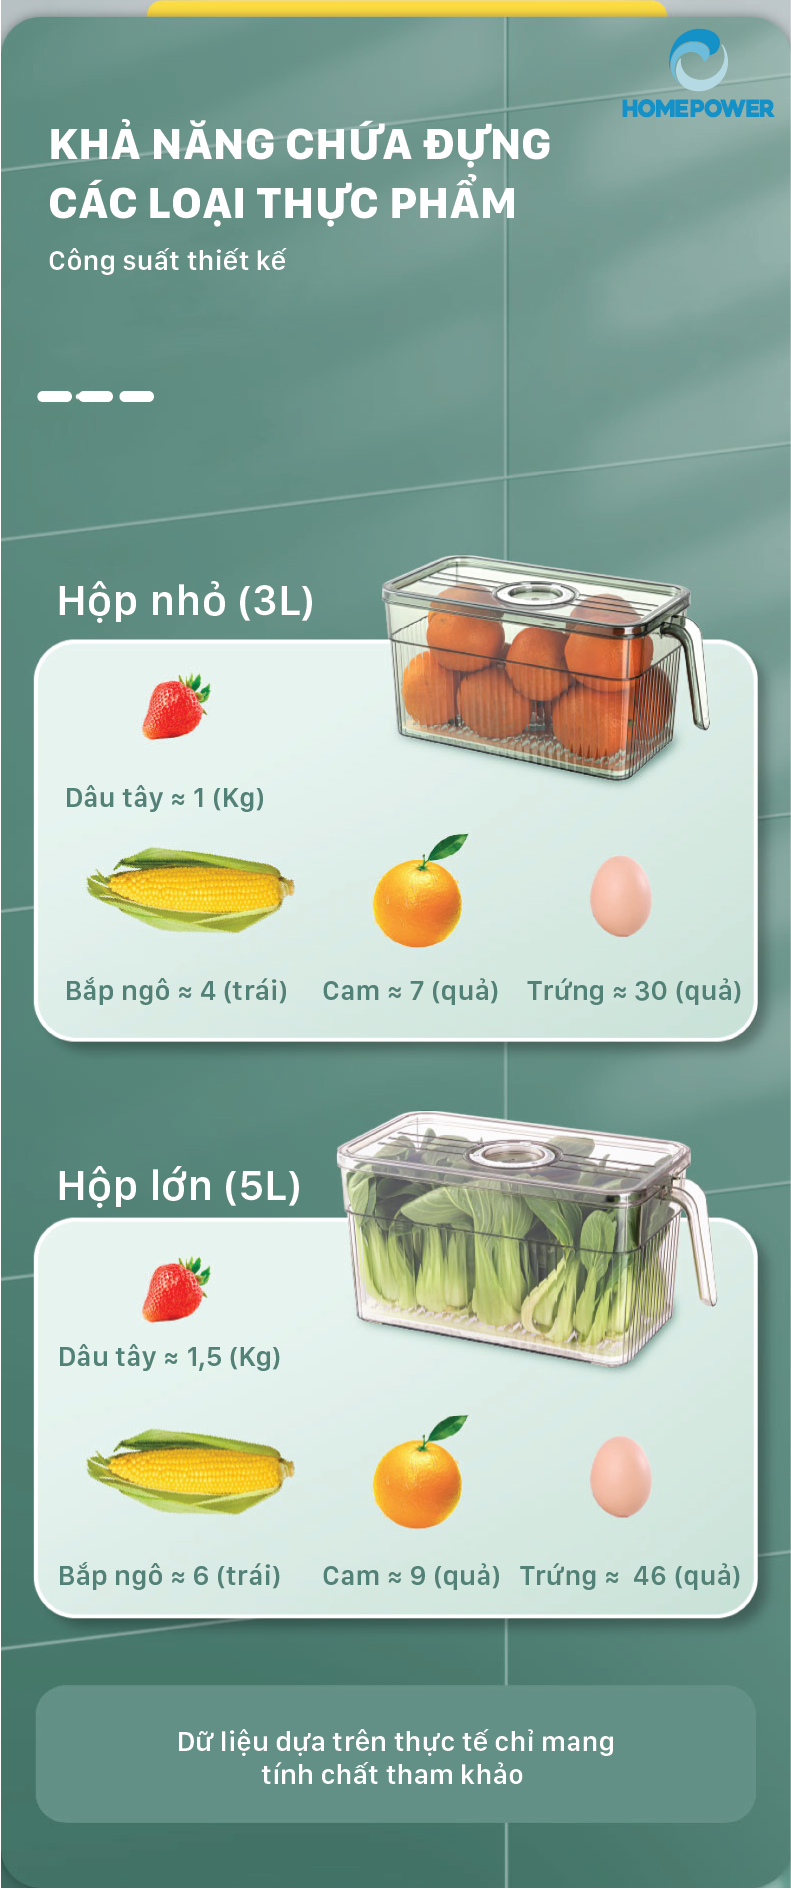 HOMEPOWER
KHẢ NĂNG CHỨA ĐỰNG
CÁC LOẠI THỰC PHẨM
Công suất thiết kế
Hộp nhỏ (3L)
Dâu tây ≈ 1 (Kg)
Bắp ngô ≈ 4 (trái) Cam ≈ 7 (quả) Trứng ≈ 30 (quả)
Hộp lớn (5L)
Dâu tây ≈ 1,5 (Kg)
Bắp ngô ≈ 6 (trái) Cam ≈ 9 (quả) Trứng ≈ 46 (quả)
Dữ liệu dựa trên thực tế chỉ mang
tính chất tham khảo